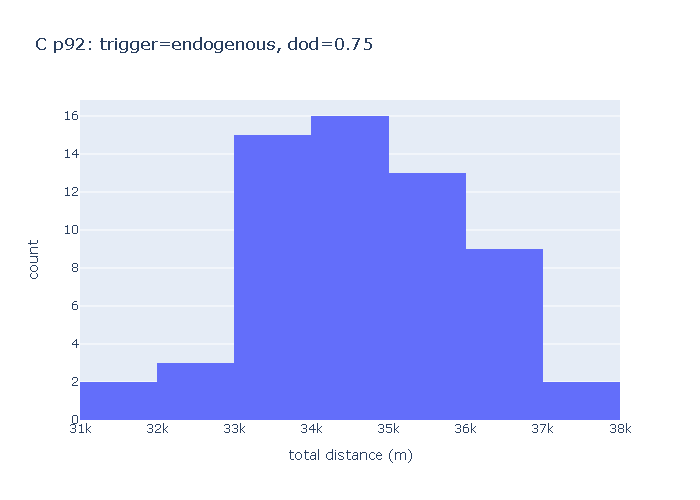 C p92: trigger=endogenous, dod=0.75
16
14
12
10
8
6
4
2
0
count
31k 32k 33k 34k 35k 36k 37k 38k
total distance (m)